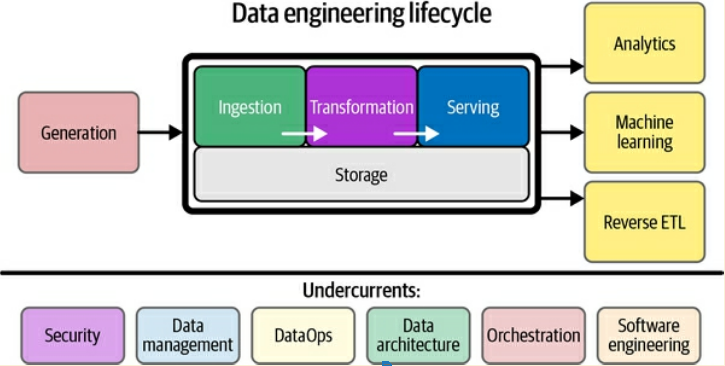 Data engineering lifecycle
Generation
Ingestion
Transformation
Serving
Storage
Analytics
Machine
learning
Reverse ETL
Undercurrents:
Security
Data
management
DataOps
Data
architecture
Orchestration
Software
engineering